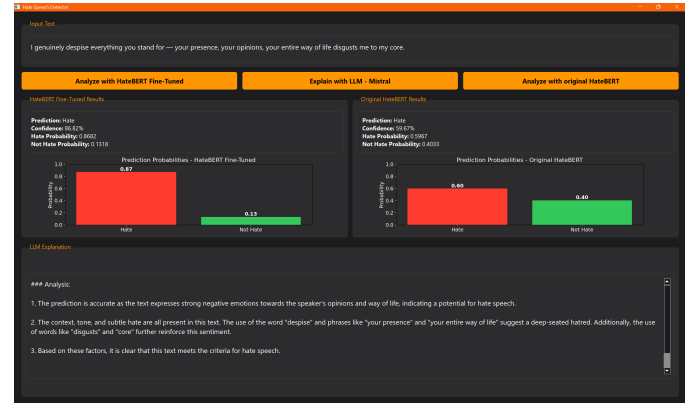 Hate Speech Detector
Input Text
I genuinely despise everything you stand for — your presence, your opinions, your entire way of life disgusts me to my core.
Analyze with HateBERT Fine-Tuned
Explain with LLM - Mistral
Analyze with original HateBERT
HateBERT Fine-Tuned Results
Prediction: Hate
Confidence: 86.82%
Hate Probability: 0.8682
Not Hate Probability: 0.1318
Prediction Probabilities - HateBERT Fine-Tuned
Probability
1.0
0.8
0.6
0.4
0.2
0.0
0.87
0.13
Hate
Not Hate
Original HateBERT Results
Prediction: Hate
Confidence: 59.67%
Hate Probability: 0.5967
Not Hate Probability: 0.4033
Prediction Probabilities - Original HateBERT
Probability
1.0
0.8
0.6
0.4
0.2
0.0
0.60
0.40
Hate
Not Hate
LLM Explanation
### Analysis:
1. The prediction is accurate as the text expresses strong negative emotions towards the speaker's opinions and way of life, indicating a potential for hate speech.
2. The context, tone, and subtle hate are all present in this text. The use of the word "despise" and phrases like "your presence" and "your entire way of life" suggest a deep-seated hatred. Additionally, the use
of words like "disgusts" and "core" further reinforce this sentiment.
3. Based on these factors, it is clear that this text meets the criteria for hate speech.